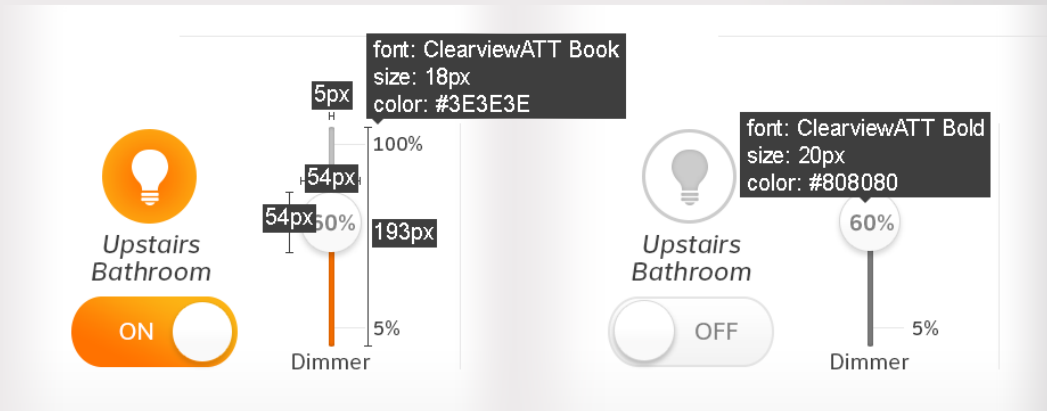 font: ClearviewATT Book
size: 18px
color: #3E3E3E
5px
100%
54px
54px
60%
193px
Upstairs
Bathroom
ON
5%
Dimmer
font: ClearviewATT Bold
size: 20px
color: #808080
60%
Upstairs
Bathroom
OFF
5%
Dimmer